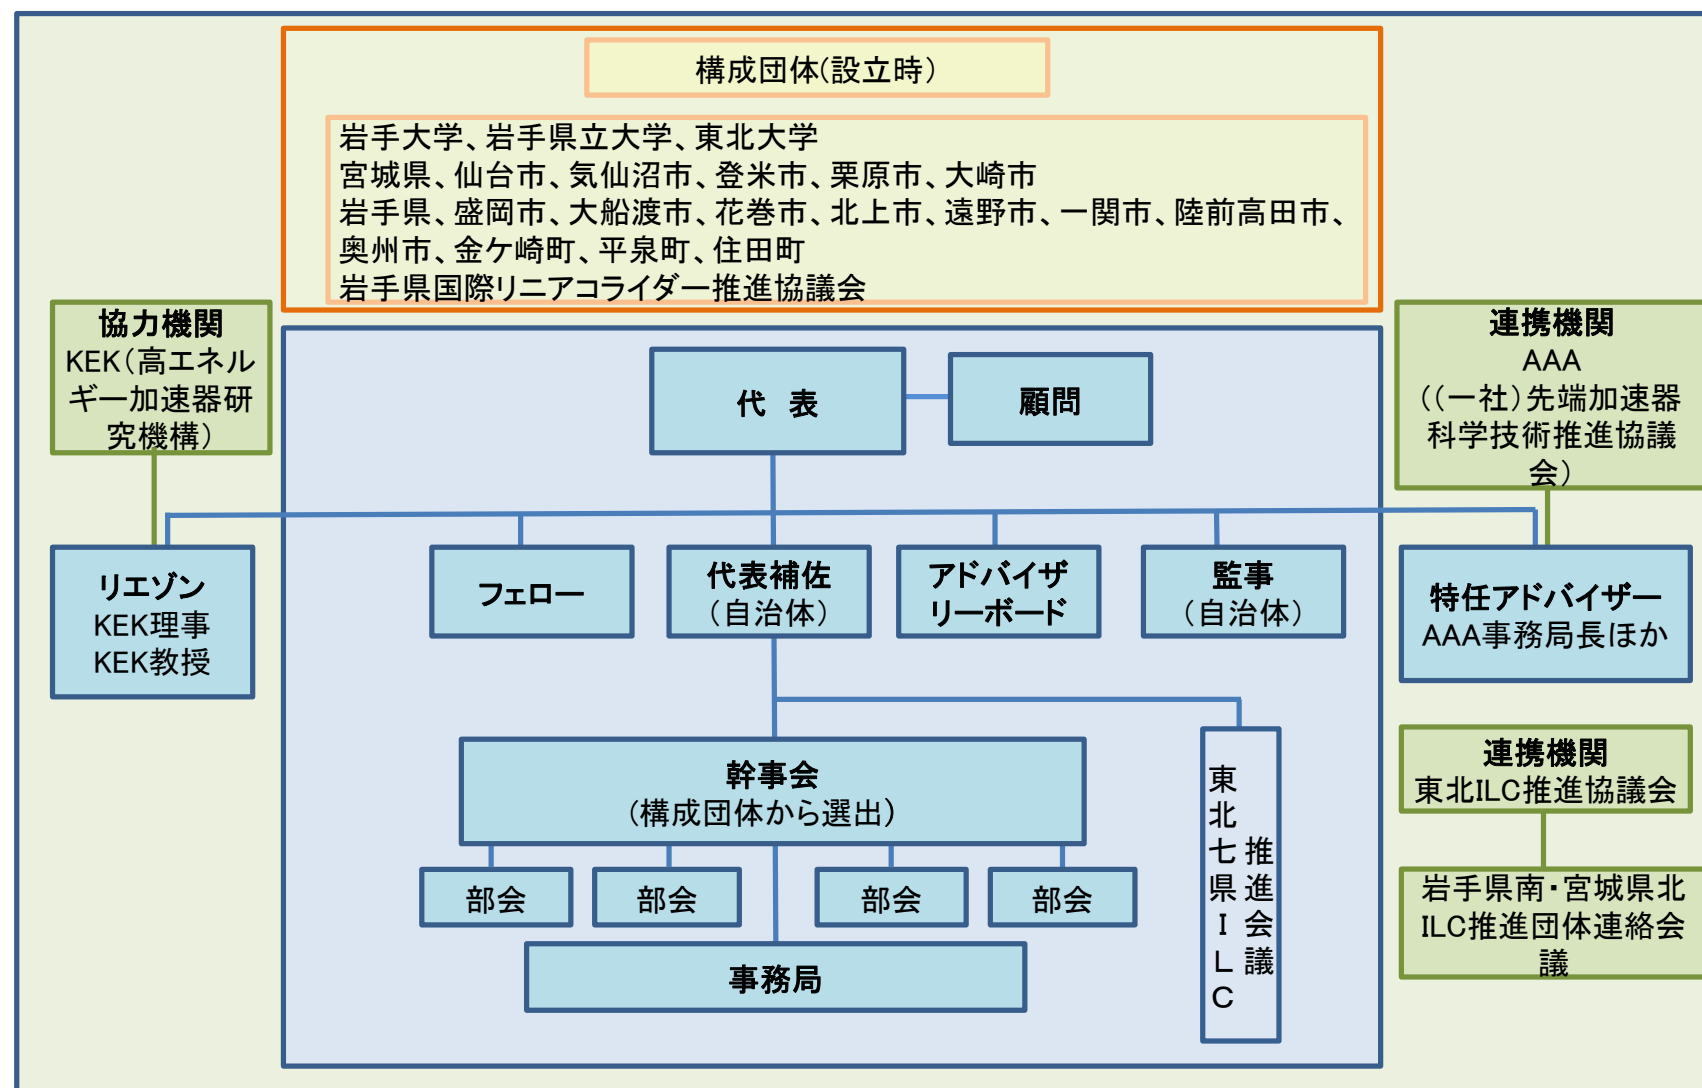 構成団体(設立時)
岩手大学、岩手県立大学、東北大学
宮城県、仙台市、気仙沼市、登米市、栗原市、大崎市
岩手県、盛岡市、大船渡市、花巻市、北上市、遠野市、一関市、陸前高田市、
奥州市、金ケ崎町、平泉町、住田町
岩手県国際リニアコライダー推進協議会
協力機関
KEK(高エネル
ギー加速器研
究機構)
連携機関
AAA
((一社)先端加速器
科学技術推進協議
会)
代 表
顧問
リエゾン
KEK理事
KEK教授
フェロー
代表補佐
(自治体)
アドバイザ
リーボード
監事
(自治体)
特任アドバイザー
AAA事務局長ほか
幹事会
(構成団体から選出)
部会
部会
部会
部会
事務局
東北七県ILC
推進会議
連携機関
東北ILC推進協議会
岩手県南・宮城県北
ILC推進団体連絡会
議